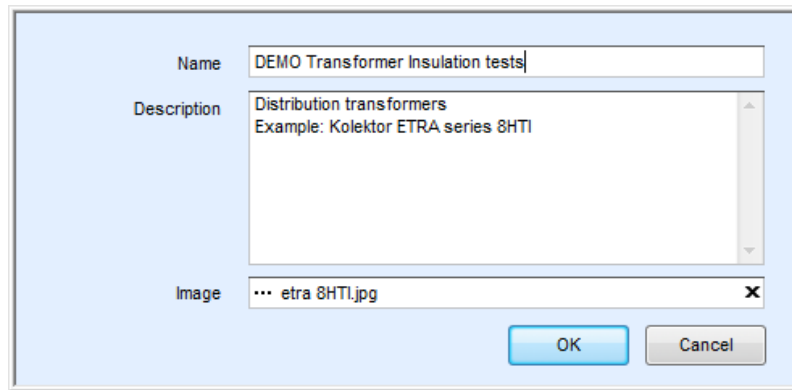 Name
DEMO Transformer Insulation tests
Description
Distribution transformers
Example: Kolektor ETRA series 8HTI
Image
··· etra 8HTI.jpg
x
OK
Cancel